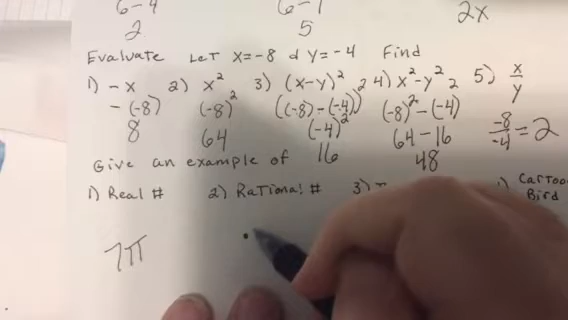 6-4 6-1 2x
2 5
Evaluate Let x=-8 & y=-4 Find
1) -x 2) x² 3) (x-y)² 4) x²-y² 5) x/y
-(-8) (-8)² ((-8)-(-4))² (-8)²-(-4)² -8/-4=2
8 64 (-4)² 64-16
16 48
Give an example of
1) Real # 2) Rational # 3) Cartoon
Bird
7π